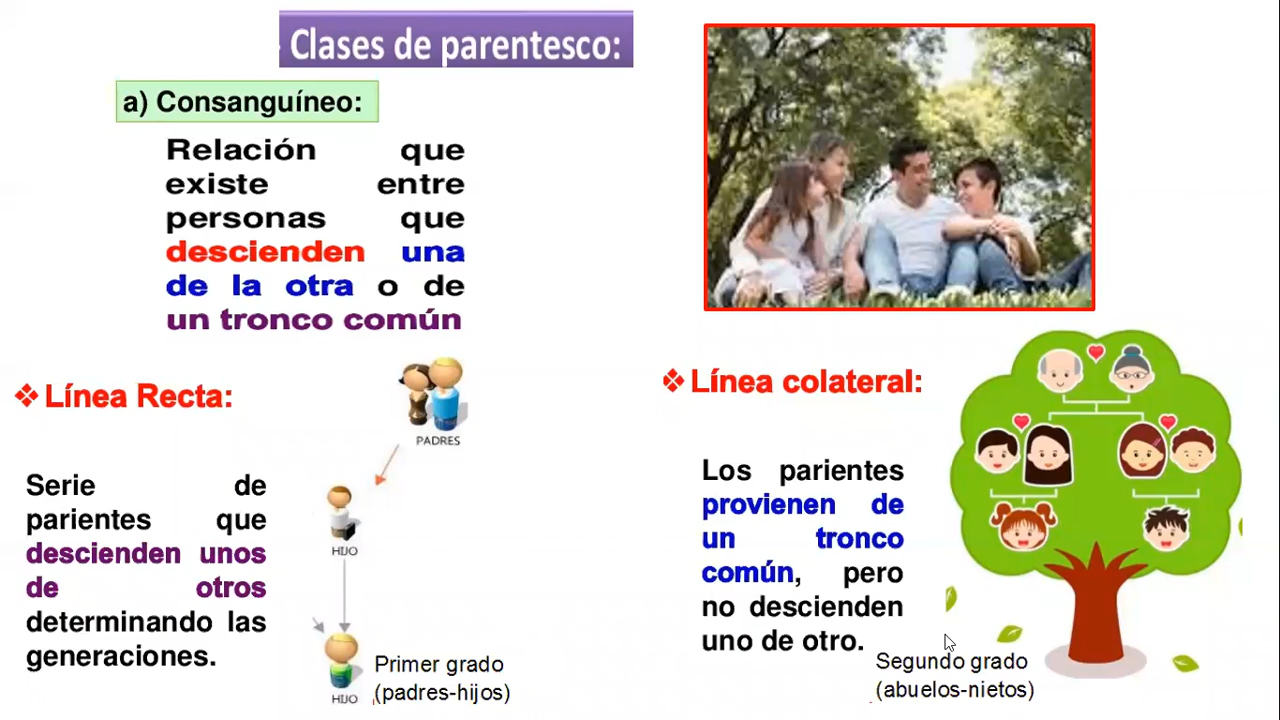 Clases de parentesco:
a) Consanguíneo:
Relación que
existe entre
personas que
descienden una
de la otra o de
un tronco común
❖ Línea Recta:
PADRES
Serie de
parientes que
descienden unos
de otros
determinando las
generaciones.
HIJO
HIJO
Primer grado
(padres-hijos)
❖ Línea colateral:
Los parientes
provienen de
un tronco
común, pero
no descienden
uno de otro.
Segundo grado
(abuelos-nietos)